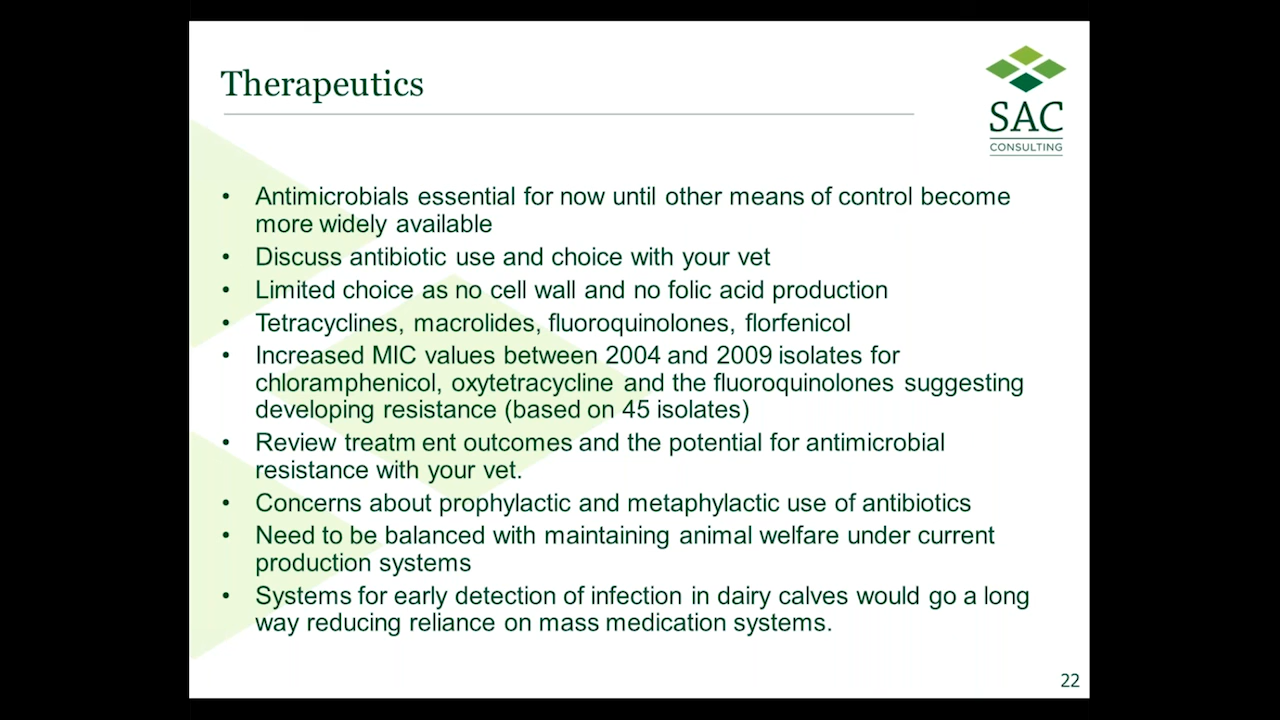 Therapeutics
SAC
CONSULTING
• Antimicrobials essential for now until other means of control become
more widely available
• Discuss antibiotic use and choice with your vet
• Limited choice as no cell wall and no folic acid production
• Tetracyclines, macrolides, fluoroquinolones, florfenicol
• Increased MIC values between 2004 and 2009 isolates for
chloramphenicol, oxytetracycline and the fluoroquinolones suggesting
developing resistance (based on 45 isolates)
• Review treatm ent outcomes and the potential for antimicrobial
resistance with your vet.
• Concerns about prophylactic and metaphylactic use of antibiotics
• Need to be balanced with maintaining animal welfare under current
production systems
• Systems for early detection of infection in dairy calves would go a long
way reducing reliance on mass medication systems.
22